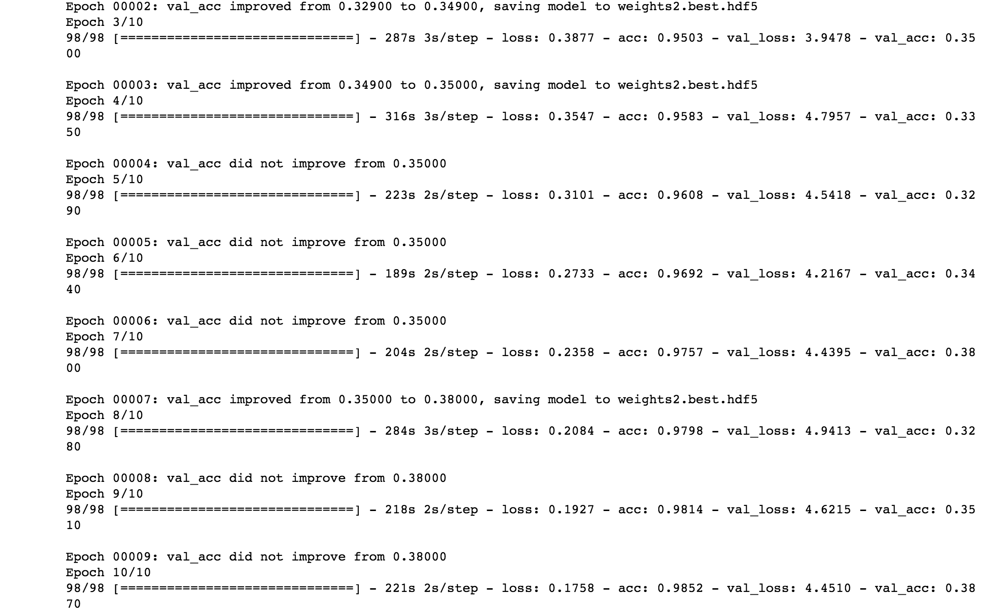 Epoch 00002: val_acc improved from 0.32900 to 0.34900, saving model to weights2.best.hdf5
Epoch 3/10
98/98 [==============================] - 287s 3s/step - loss: 0.3877 - acc: 0.9503 - val_loss: 3.9478 - val_acc: 0.35
00
Epoch 00003: val_acc improved from 0.34900 to 0.35000, saving model to weights2.best.hdf5
Epoch 4/10
98/98 [==============================] - 316s 3s/step - loss: 0.3547 - acc: 0.9583 - val_loss: 4.7957 - val_acc: 0.33
50
Epoch 00004: val_acc did not improve from 0.35000
Epoch 5/10
98/98 [==============================] - 223s 2s/step - loss: 0.3101 - acc: 0.9608 - val_loss: 4.5418 - val_acc: 0.32
90
Epoch 00005: val_acc did not improve from 0.35000
Epoch 6/10
98/98 [==============================] - 189s 2s/step - loss: 0.2733 - acc: 0.9692 - val_loss: 4.2167 - val_acc: 0.34
40
Epoch 00006: val_acc did not improve from 0.35000
Epoch 7/10
98/98 [==============================] - 204s 2s/step - loss: 0.2358 - acc: 0.9757 - val_loss: 4.4395 - val_acc: 0.38
00
Epoch 00007: val_acc improved from 0.35000 to 0.38000, saving model to weights2.best.hdf5
Epoch 8/10
98/98 [==============================] - 284s 3s/step - loss: 0.2084 - acc: 0.9798 - val_loss: 4.9413 - val_acc: 0.32
80
Epoch 00008: val_acc did not improve from 0.38000
Epoch 9/10
98/98 [==============================] - 218s 2s/step - loss: 0.1927 - acc: 0.9814 - val_loss: 4.6215 - val_acc: 0.35
10
Epoch 00009: val_acc did not improve from 0.38000
Epoch 10/10
98/98 [==============================] - 221s 2s/step - loss: 0.1758 - acc: 0.9852 - val_loss: 4.4510 - val_acc: 0.38
70